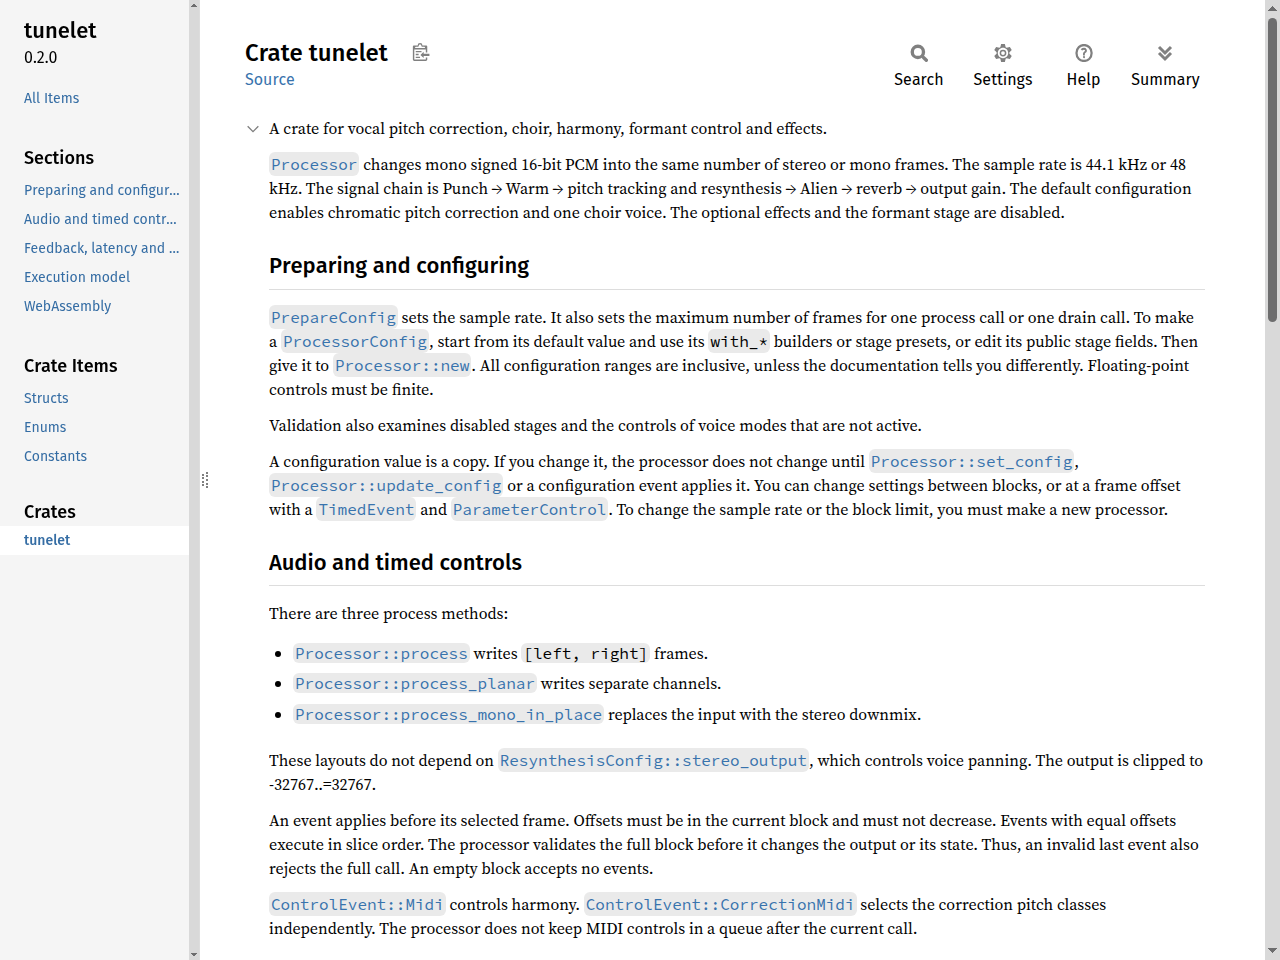 tunelet
0.2.0
All Items
Sections
Preparing and configur...
Audio and timed contr...
Feedback, latency and ...
Execution model
WebAssembly
Crate Items
Structs
Enums
Constants
Crates
tunelet
Crate tunelet
Source
Search
Settings
Help
Summary
A crate for vocal pitch correction, choir, harmony, formant control and effects.
Processor changes mono signed 16-bit PCM into the same number of stereo or mono frames. The sample rate is 44.1 kHz or 48
kHz. The signal chain is Punch → Warm → pitch tracking and resynthesis → Alien → reverb → output gain. The default configuration
enables chromatic pitch correction and one choir voice. The optional effects and the formant stage are disabled.
Preparing and configuring
PrepareConfig sets the sample rate. It also sets the maximum number of frames for one process call or one drain call. To make
a ProcessorConfig, start from its default value and use its with_* builders or stage presets, or edit its public stage fields. Then
give it to Processor::new. All configuration ranges are inclusive, unless the documentation tells you differently. Floating-point
controls must be finite.
Validation also examines disabled stages and the controls of voice modes that are not active.
A configuration value is a copy. If you change it, the processor does not change until Processor::set_config,
Processor::update_config or a configuration event applies it. You can change settings between blocks, or at a frame offset
with a TimedEvent and ParameterControl. To change the sample rate or the block limit, you must make a new processor.
Audio and timed controls
There are three process methods:
• Processor::process writes [left, right] frames.
• Processor::process_planar writes separate channels.
• Processor::process_mono_in_place replaces the input with the stereo downmix.
These layouts do not depend on ResynthesisConfig::stereo_output, which controls voice panning. The output is clipped to
-32767..=32767.
An event applies before its selected frame. Offsets must be in the current block and must not decrease. Events with equal offsets
execute in slice order. The processor validates the full block before it changes the output or its state. Thus, an invalid last event also
rejects the full call. An empty block accepts no events.
ControlEvent::Midi controls harmony. ControlEvent::CorrectionMidi selects the correction pitch classes
independently. The processor does not keep MIDI controls in a queue after the current call.